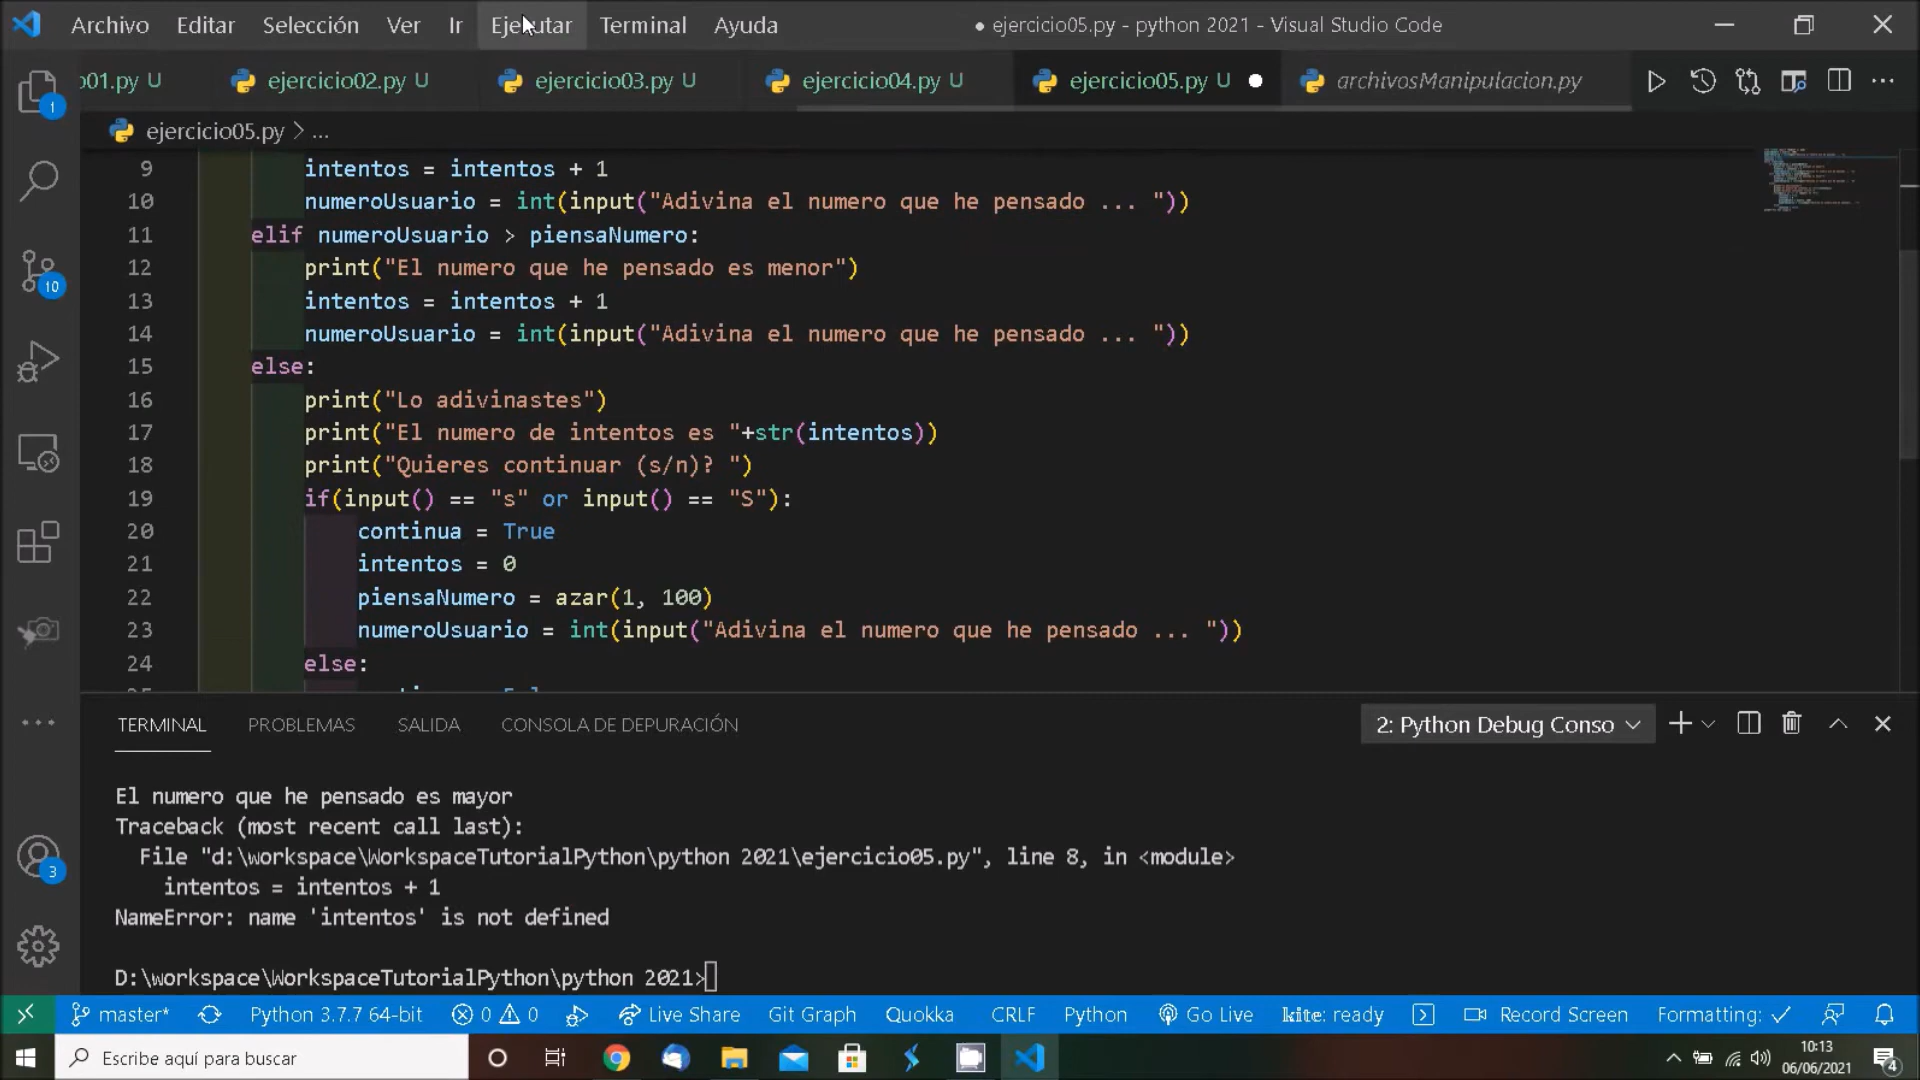 Archivo Editar Selección Ver Ir Ejecutar Terminal Ayuda ● ejercicio05.py - python 2021 - Visual Studio Code
o01.py U ejercicio02.py U ejercicio03.py U ejercicio04.py U ejercicio05.py U archivosManipulacion.py
ejercicio05.py > ...
9 intentos = intentos + 1
10 numeroUsuario = int(input("Adivina el numero que he pensado ... "))
11 elif numeroUsuario > piensaNumero:
12 print("El numero que he pensado es menor")
13 intentos = intentos + 1
14 numeroUsuario = int(input("Adivina el numero que he pensado ... "))
15 else:
16 print("Lo adivinastes")
17 print("El numero de intentos es "+str(intentos))
18 print("Quieres continuar (s/n)? ")
19 if(input() == "s" or input() == "S"):
20 continua = True
21 intentos = 0
22 piensaNumero = azar(1, 100)
23 numeroUsuario = int(input("Adivina el numero que he pensado ... "))
24 else:
TERMINAL PROBLEMAS SALIDA CONSOLA DE DEPURACIÓN 2: Python Debug Conso
El numero que he pensado es mayor
Traceback (most recent call last):
File "d:\workspace\WorkspaceTutorialPython\python 2021\ejercicio05.py", line 8, in <module>
intentos = intentos + 1
NameError: name 'intentos' is not defined
D:\workspace\WorkspaceTutorialPython\python 2021>
master* Python 3.7.7 64-bit 0 0 Live Share Git Graph Quokka CRLF Python Go Live kite: ready Record Screen Formatting: ✓
1
10
3
Escribe aquí para buscar
10:13
06/06/2021
4